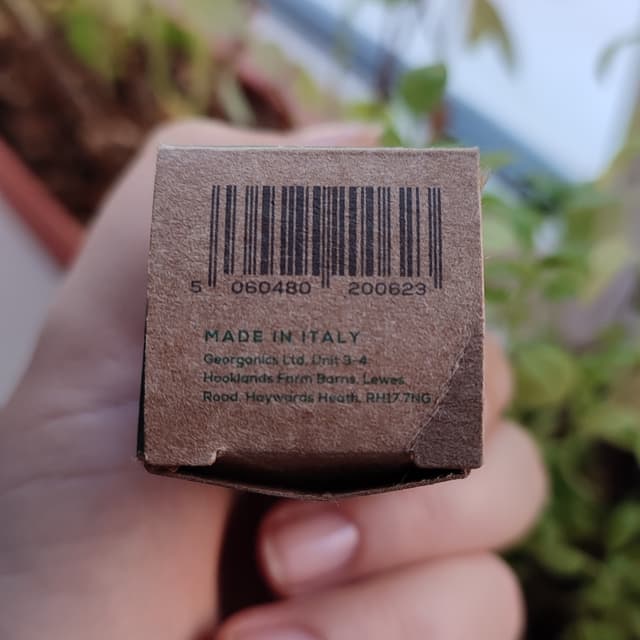 5 060480 200623
MADE IN ITALY
Georganics Ltd. Unit 3-4
Hooklands Farm Barns, Lewes
Road, Haywards Heath, RH17 7NG